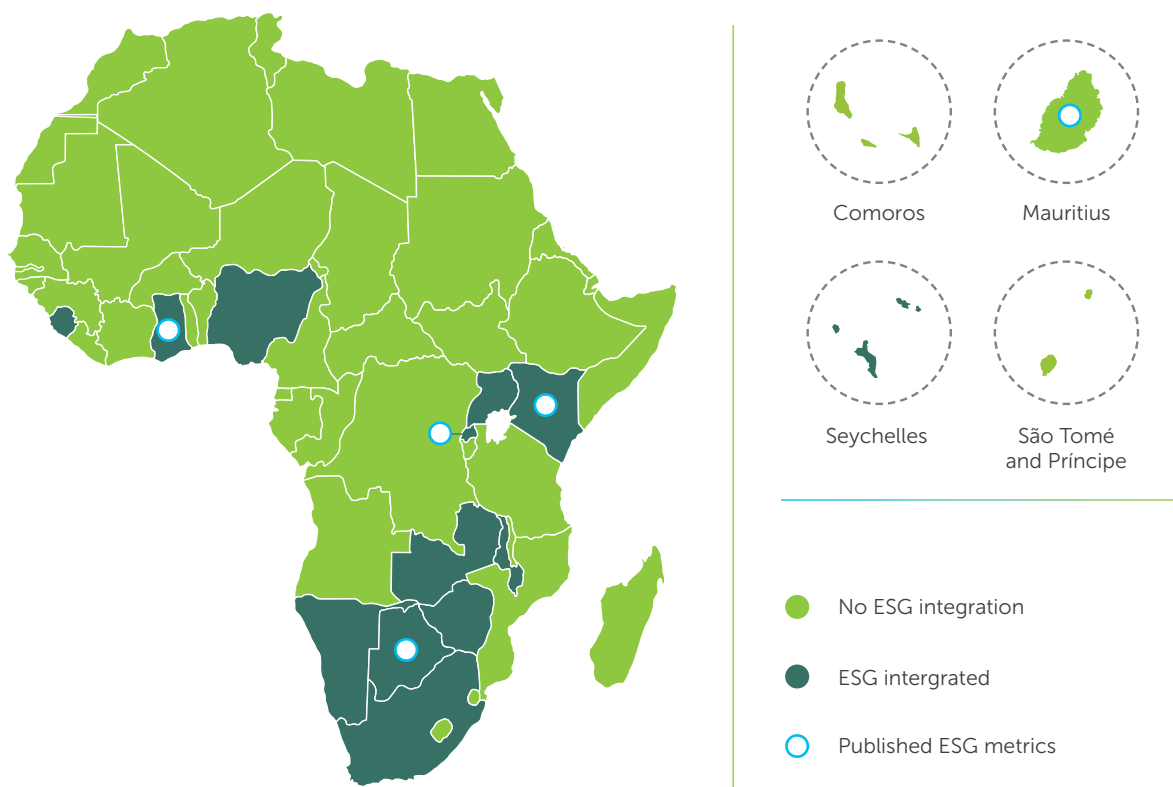 Comoros
Mauritius
Seychelles
São Tomé
and Príncipe
No ESG integration
ESG intergrated
Published ESG metrics